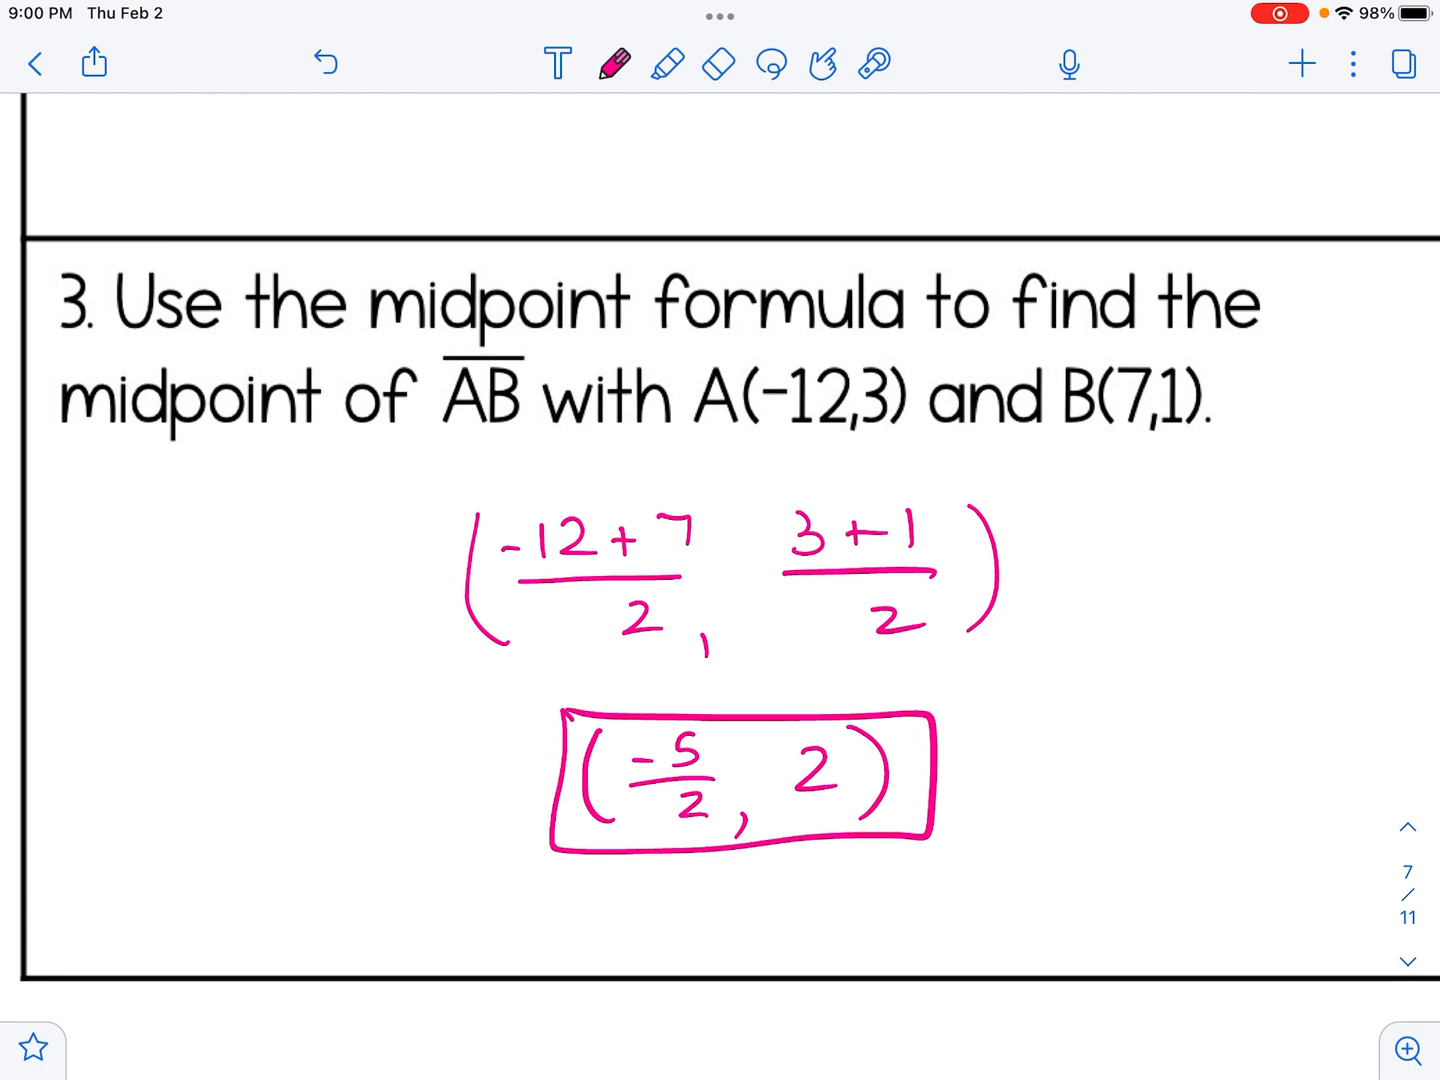 9:00 PM Thu Feb 2
98%
T
3. Use the midpoint formula to find the
midpoint of AB with A(-12,3) and B(7,1).
(-12+7/2, 3+1/2)
(-5/2, 2)
7
/
11